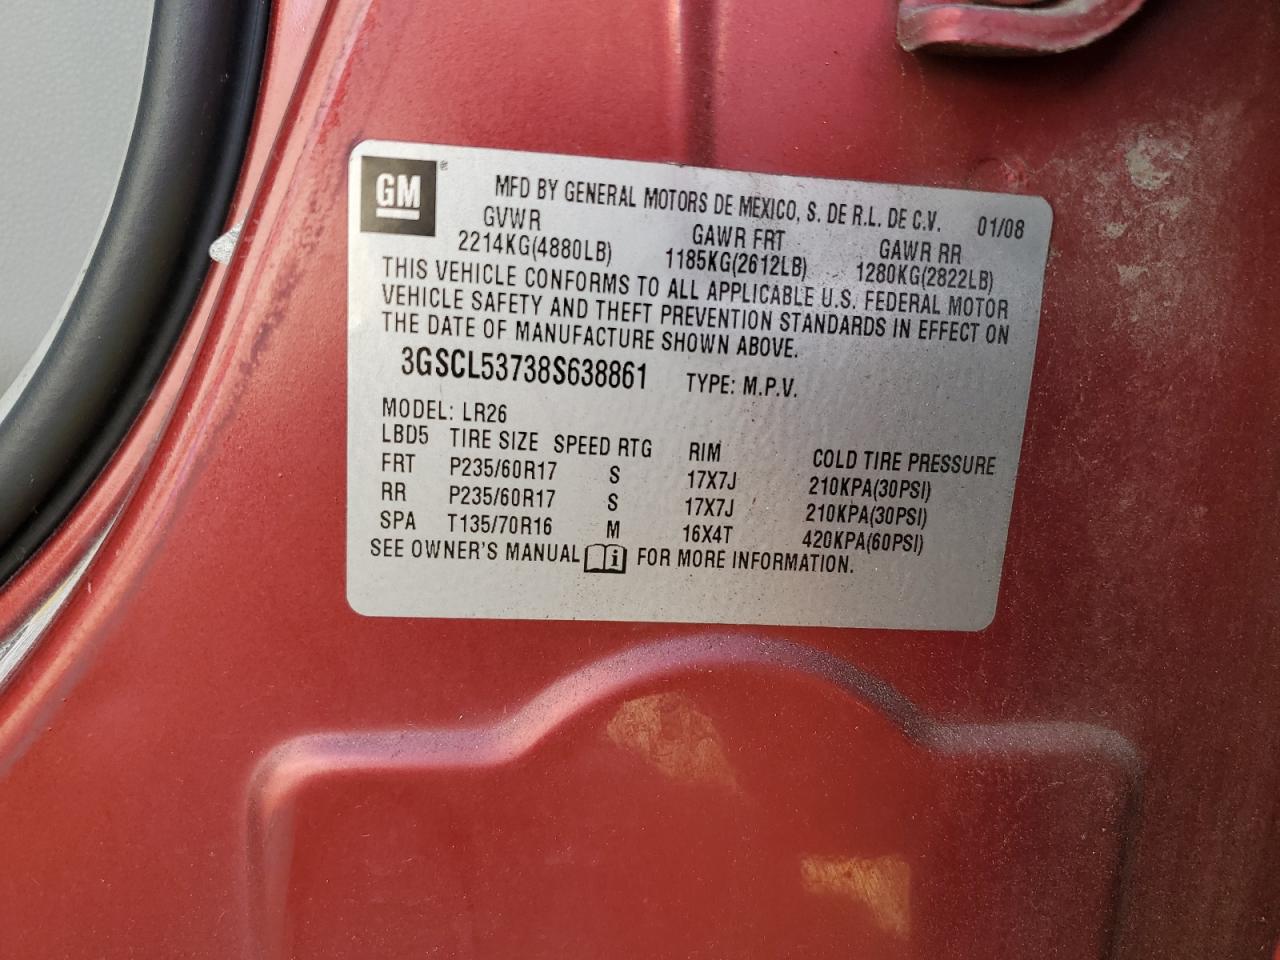 GM ®
MFD BY GENERAL MOTORS DE MEXICO, S. DE R.L. DE C.V. 01/08
GVWR GAWR FRT GAWR RR
2214KG(4880LB) 1185KG(2612LB) 1280KG(2822LB)
THIS VEHICLE CONFORMS TO ALL APPLICABLE U.S. FEDERAL MOTOR
VEHICLE SAFETY AND THEFT PREVENTION STANDARDS IN EFFECT ON
THE DATE OF MANUFACTURE SHOWN ABOVE.
3GSCL53738S638861 TYPE: M.P.V.
MODEL: LR26
LBD5 TIRE SIZE SPEED RTG RIM COLD TIRE PRESSURE
FRT P235/60R17 S 17X7J 210KPA(30PSI)
RR P235/60R17 S 17X7J 210KPA(30PSI)
SPA T135/70R16 M 16X4T 420KPA(60PSI)
SEE OWNER'S MANUAL i FOR MORE INFORMATION.